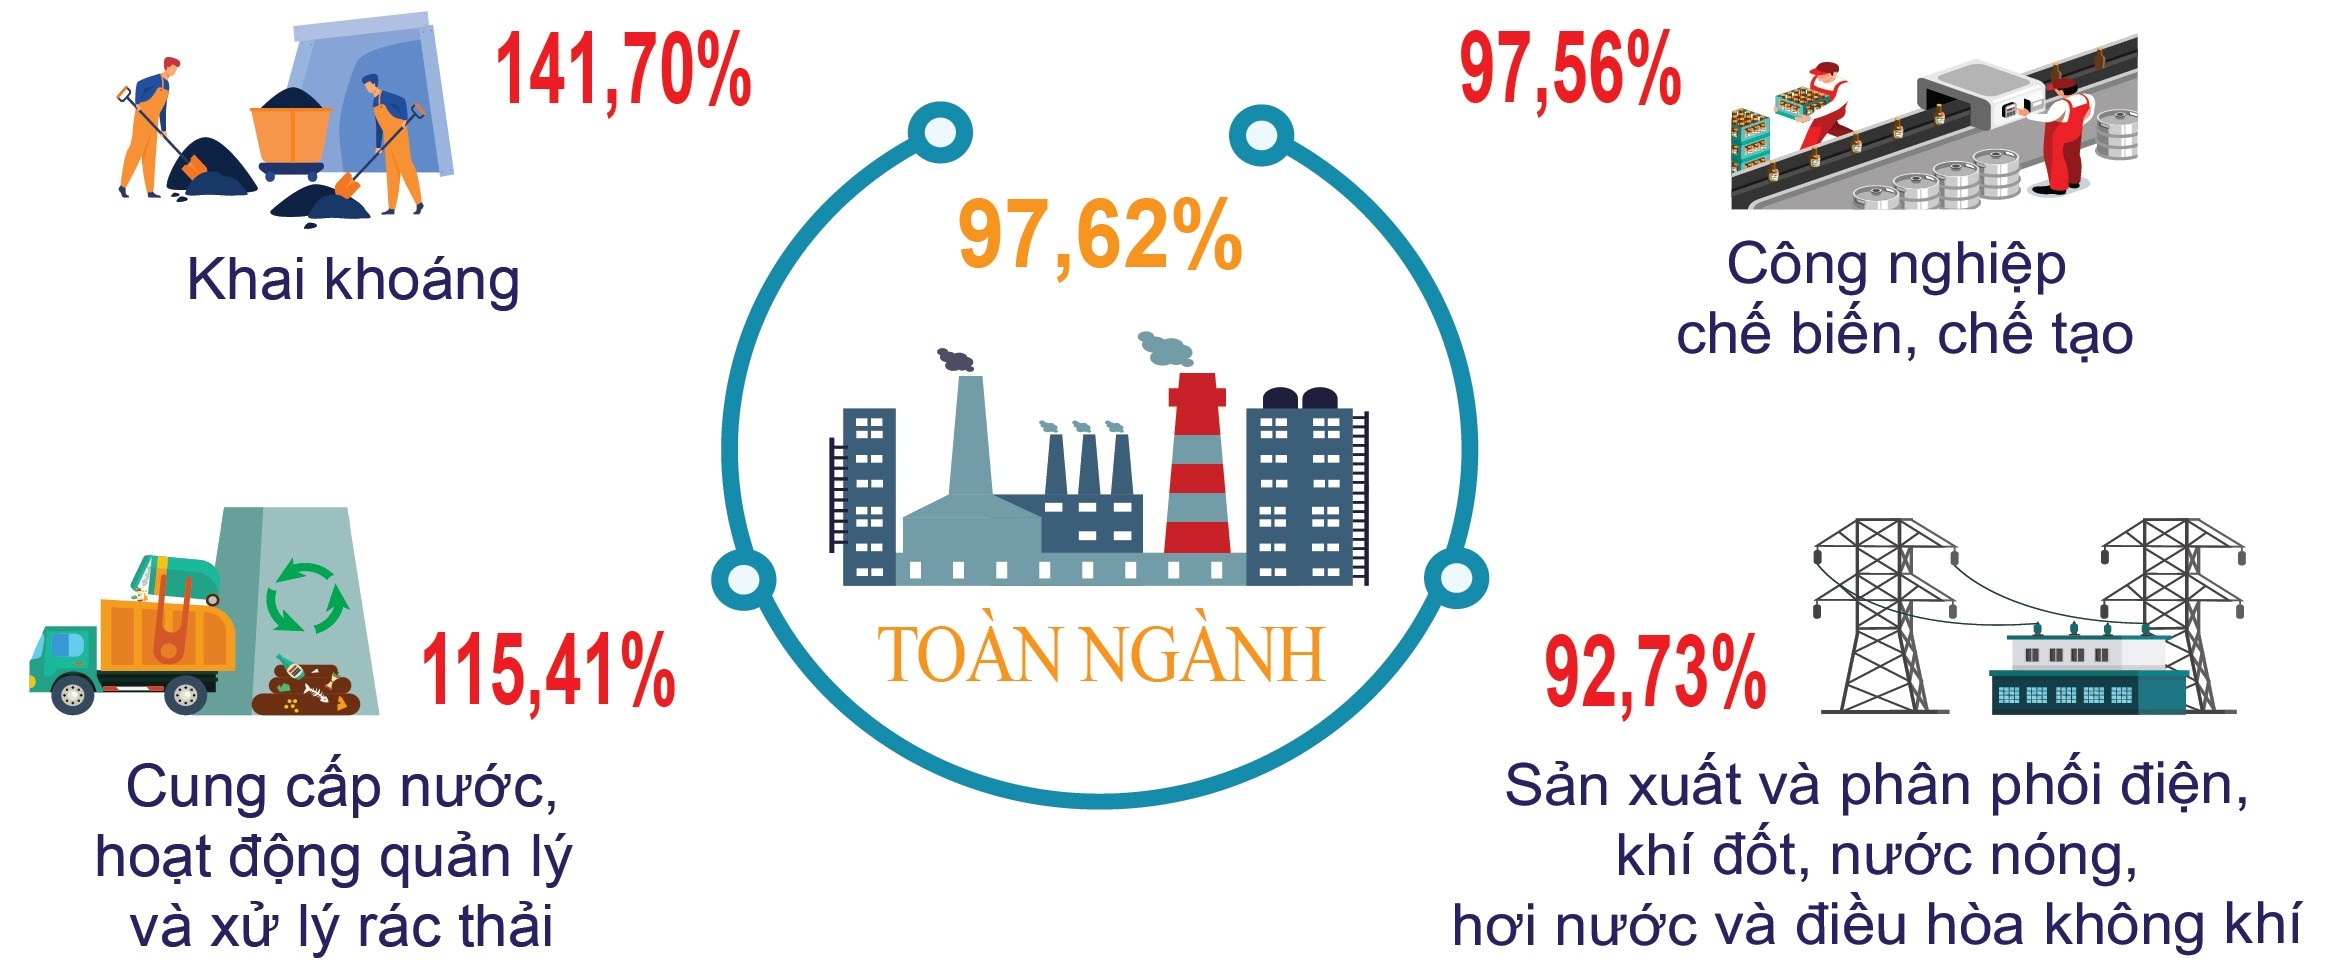 141,70%
Khai khoáng
97,56%
Công nghiệp
chế biến, chế tạo
97,62%
TOÀN NGÀNH
115,41%
Cung cấp nước,
hoạt động quản lý
và xử lý rác thải
92,73%
Sản xuất và phân phối điện,
khí đốt, nước nóng,
hơi nước và điều hòa không khí